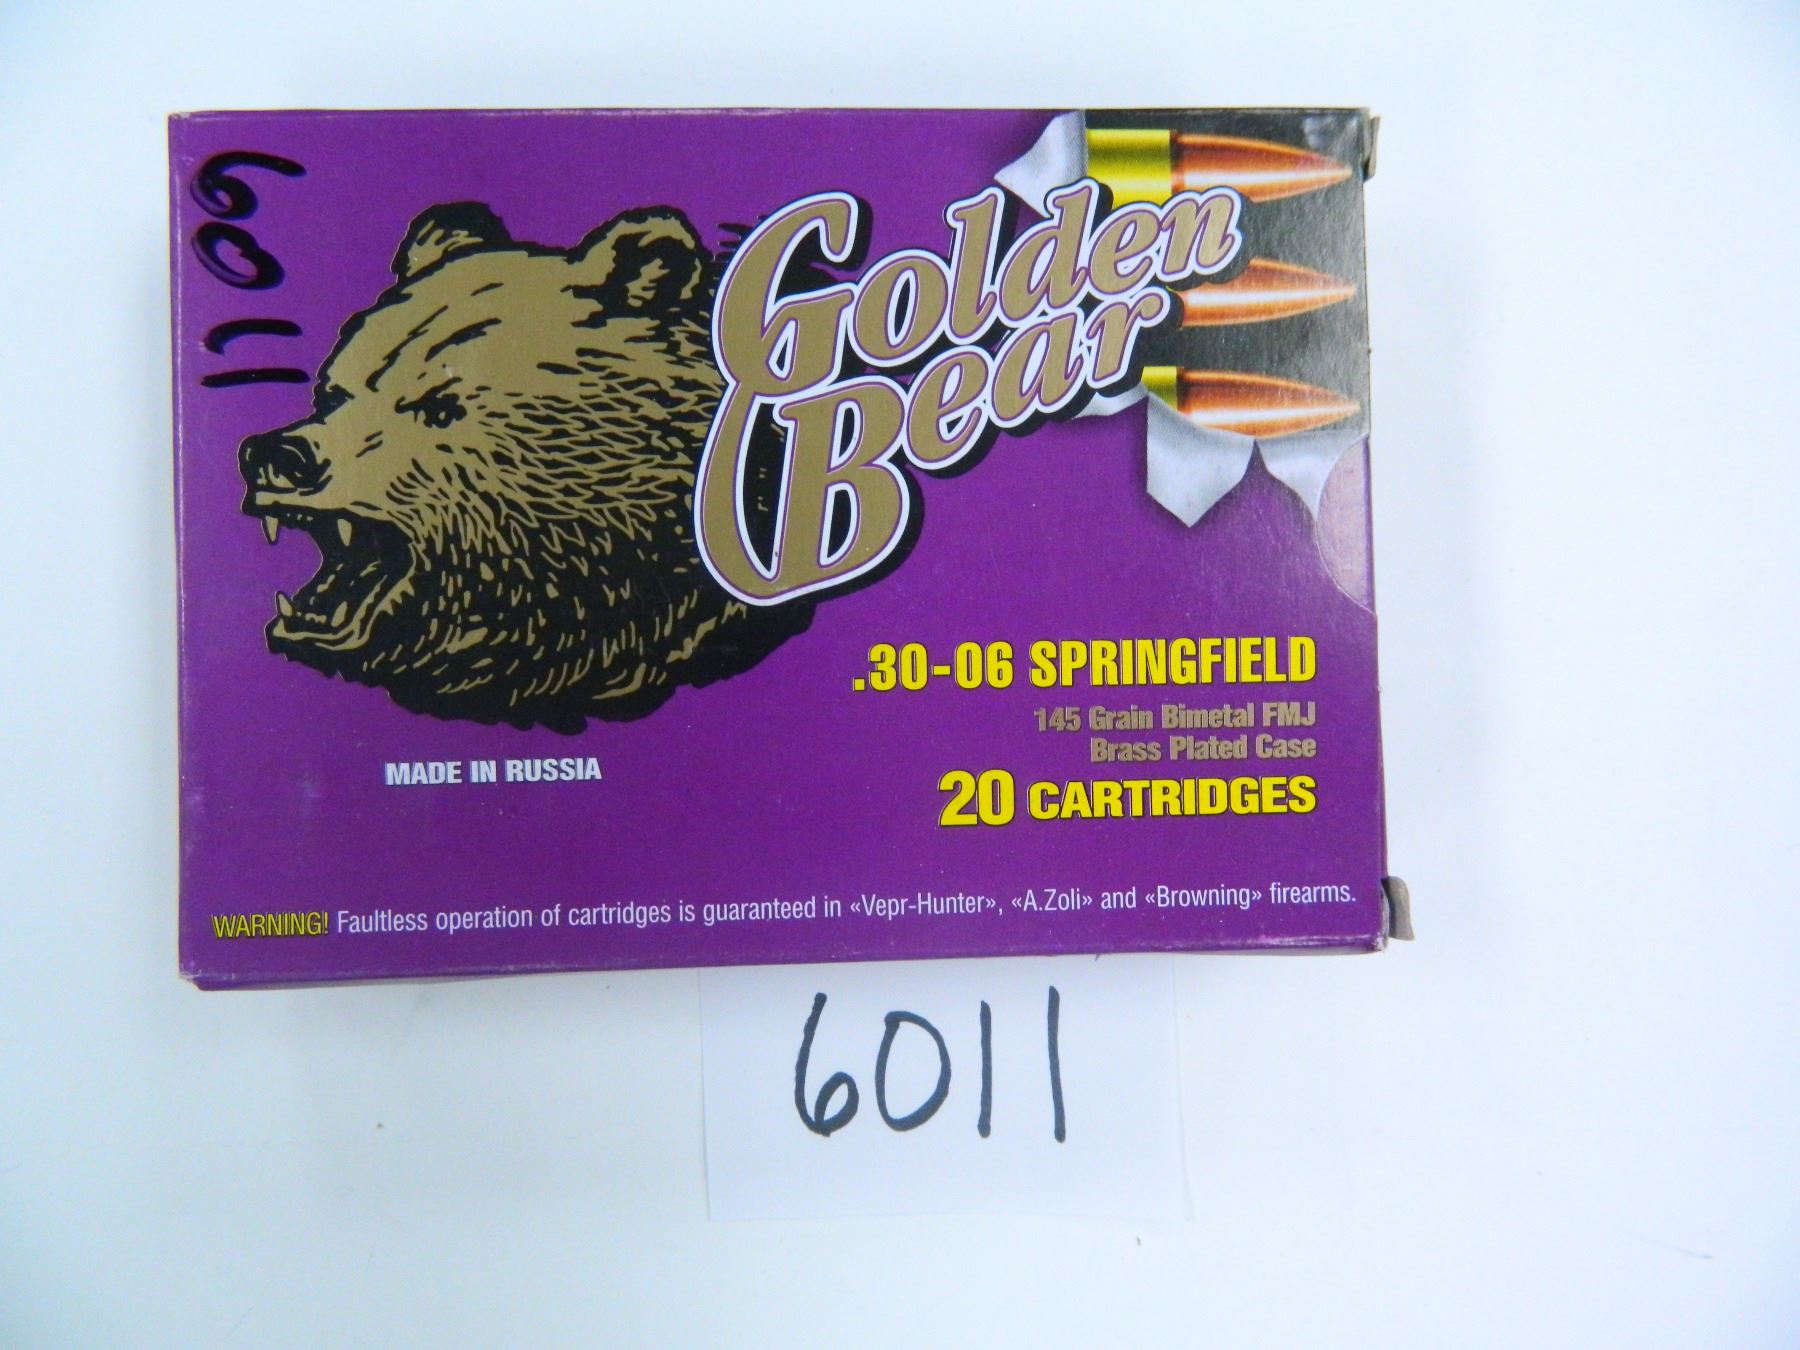 6011
Golden
Bear
.30-06 SPRINGFIELD
145 Grain Bimetal FMJ
Brass Plated Case
20 CARTRIDGES
MADE IN RUSSIA
WARNING! Faultless operation of cartridges is guaranteed in «Vepr-Hunter», «A.Zoli» and «Browning» firearms.
6011